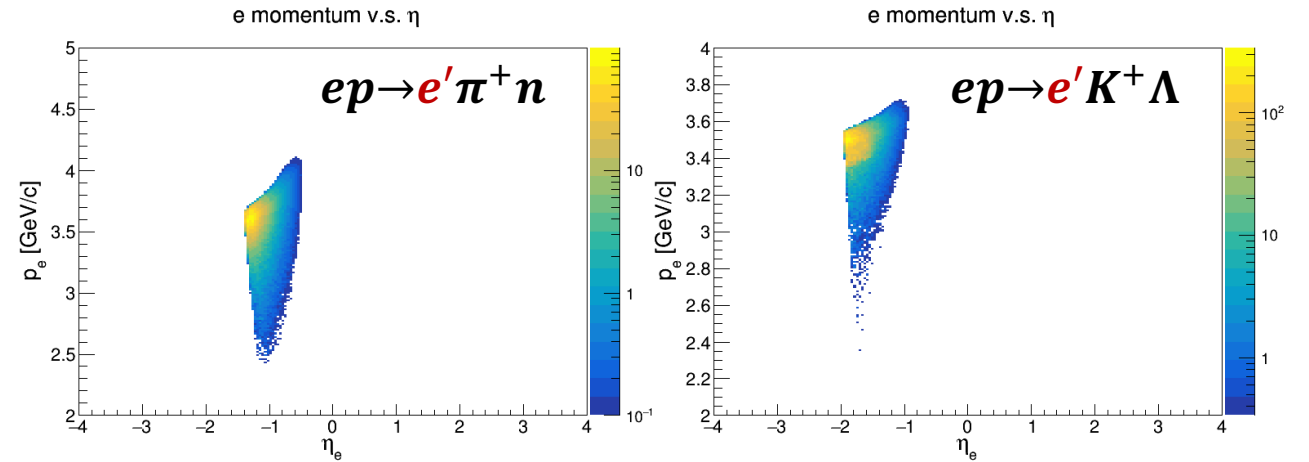 e momentum v.s. η
ep→e′π⁺n
5
4.5
4
3.5
3
2.5
2
p_e [GeV/c]
−4 −3 −2 −1 0 1 2 3 4
η_e
10
1
10⁻¹
e momentum v.s. η
ep→e′K⁺Λ
4
3.8
3.6
3.4
3.2
3
2.8
2.6
2.4
2.2
2
p_e [GeV/c]
−4 −3 −2 −1 0 1 2 3 4
η_e
10²
10
1